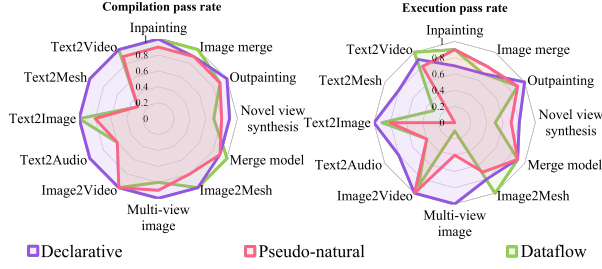 Compilation pass rate
Inpainting
Image merge
Outpainting
Novel view
synthesis
Merge model
Image2Mesh
Multi-view
image
Image2Video
Text2Audio
Text2Image
Text2Mesh
Text2Video
1
0.8
0.6
0.4
0.2
0
Execution pass rate
Inpainting
Image merge
Outpainting
Novel view
synthesis
Merge model
Image2Mesh
Multi-view
image
Image2Video
Text2Audio
Text2Image
Text2Mesh
Text2Video
1
0.8
0.6
0.4
0.2
0
Declarative
Pseudo-natural
Dataflow